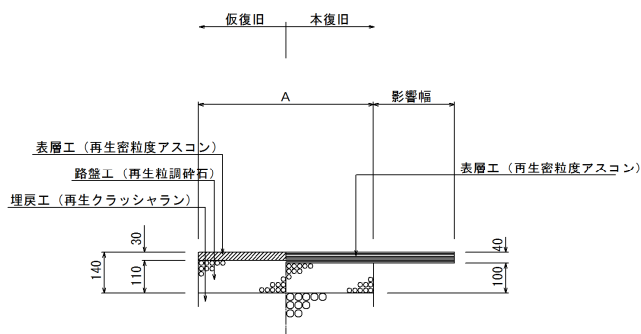 仮復旧
本復旧
A
影響幅
表層工（再生密粒度アスコン）
路盤工（再生粒調砕石）
埋戻工（再生クラッシャラン）
表層工（再生密粒度アスコン）
30
140
110
40
100